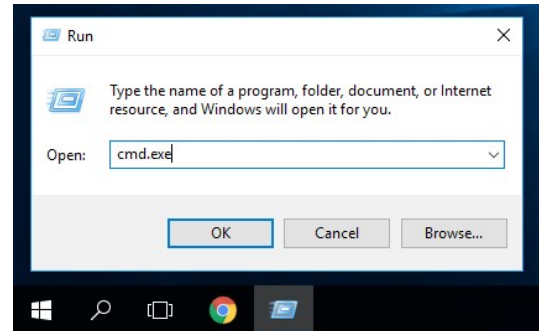 Run
Type the name of a program, folder, document, or Internet
resource, and Windows will open it for you.
Open: cmd.exe
OK Cancel Browse...